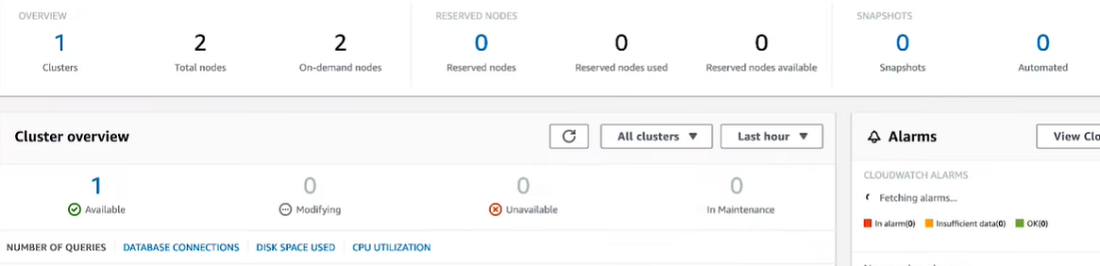 OVERVIEW
1
Clusters
2
Total nodes
2
On-demand nodes
RESERVED NODES
0
Reserved nodes
0
Reserved nodes used
0
Reserved nodes available
SNAPSHOTS
0
Snapshots
0
Automated
Cluster overview
All clusters
Last hour
1
Available
0
Modifying
0
Unavailable
0
In Maintenance
NUMBER OF QUERIES DATABASE CONNECTIONS DISK SPACE USED CPU UTILIZATION
Alarms
View Clo
CLOUDWATCH ALARMS
Fetching alarms...
In alarm(0) Insufficient data(0) OK(0)